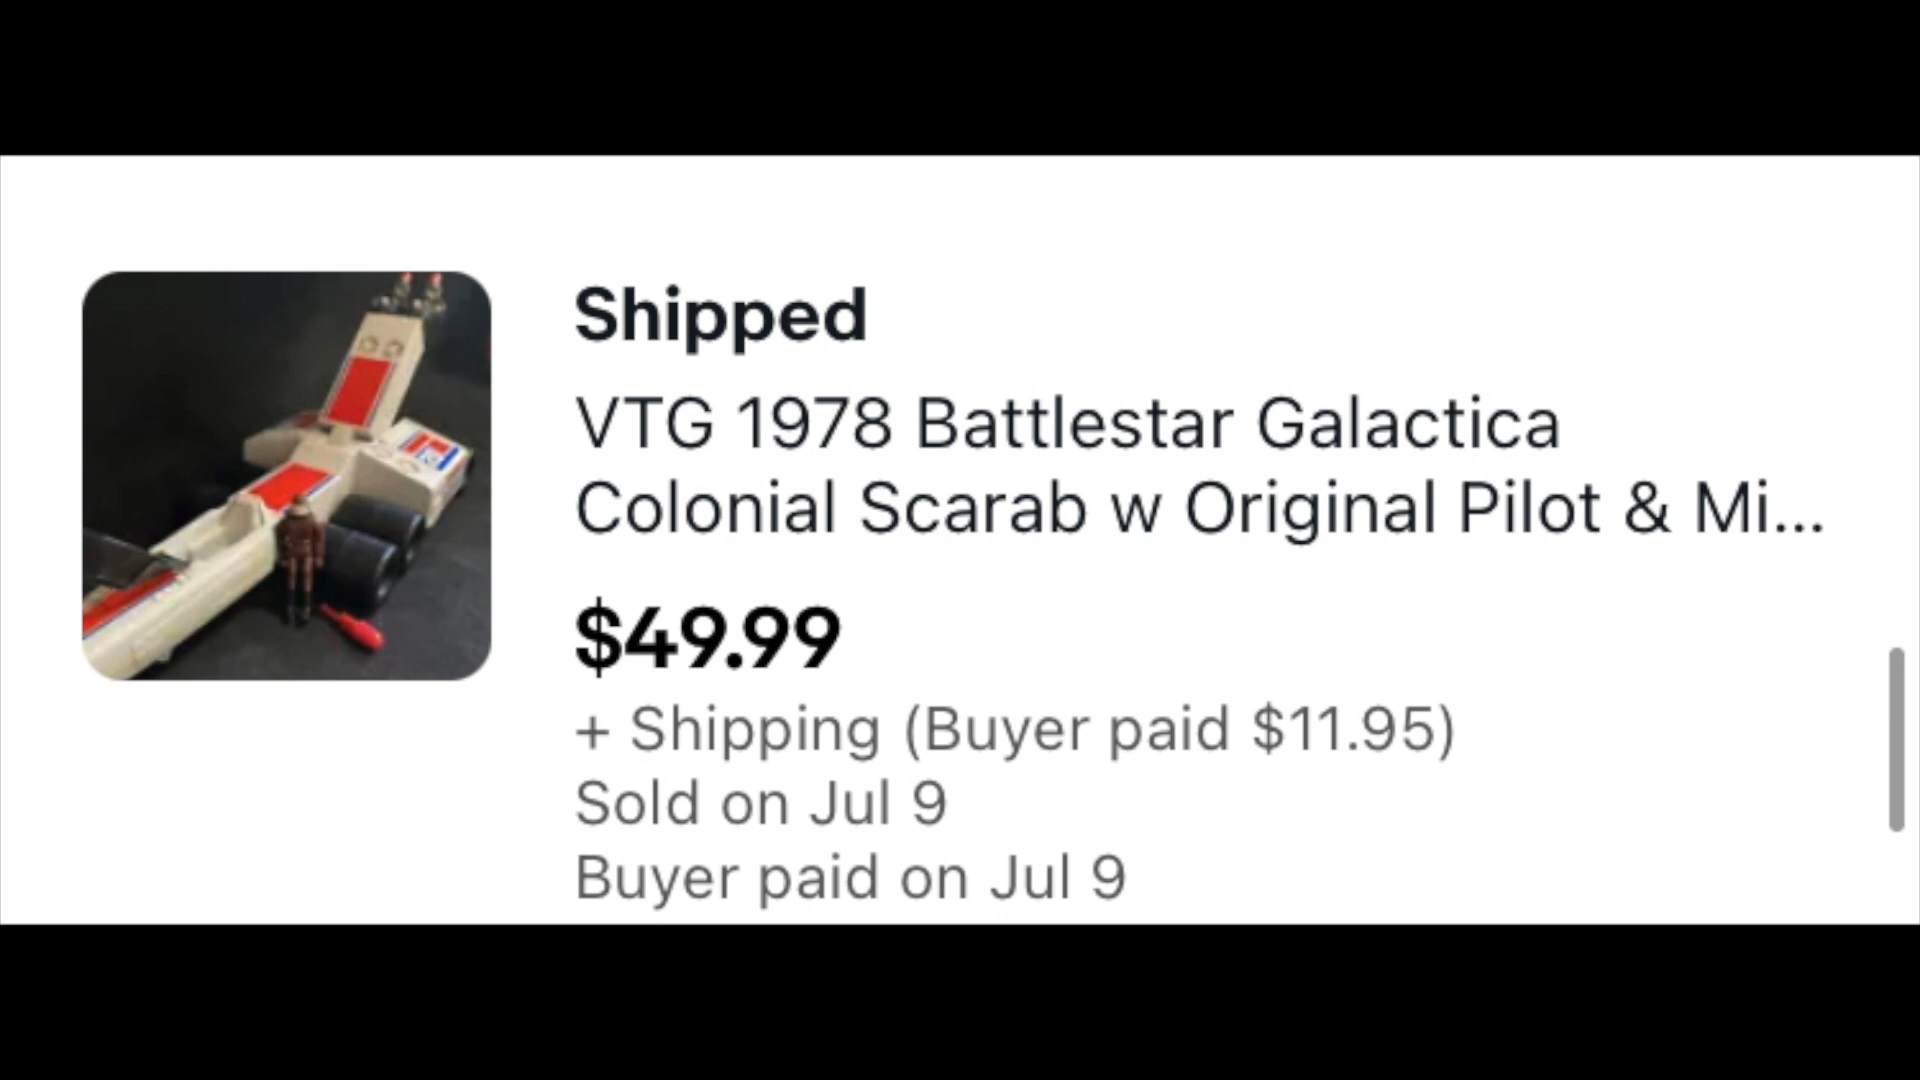 Shipped
VTG 1978 Battlestar Galactica
Colonial Scarab w Original Pilot & Mi...
$49.99
+ Shipping (Buyer paid $11.95)
Sold on Jul 9
Buyer paid on Jul 9